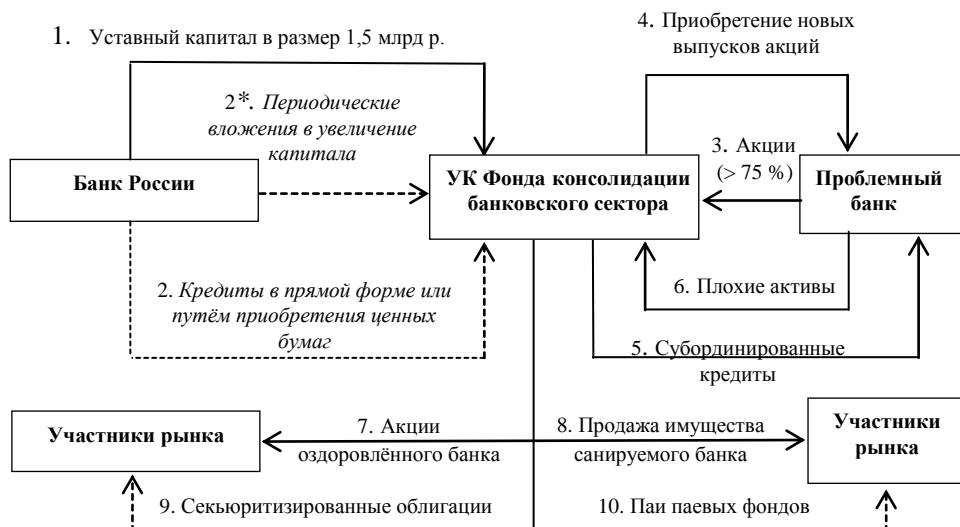 1. Уставный капитал в размер 1,5 млрд р.
4. Приобретение новых
выпусков акций
2*. Периодические
вложения в увеличение
капитала
3. Акции
(> 75 %)
Банк России
УК Фонда консолидации
банковского сектора
Проблемный
банк
2. Кредиты в прямой форме или
путём приобретения ценных
бумаг
6. Плохие активы
5. Субординированные
кредиты
Участники рынка
7. Акции
оздоровлённого банка
8. Продажа имущества
санируемого банка
Участники
рынка
9. Секьюритизированные облигации
10. Паи паевых фондов